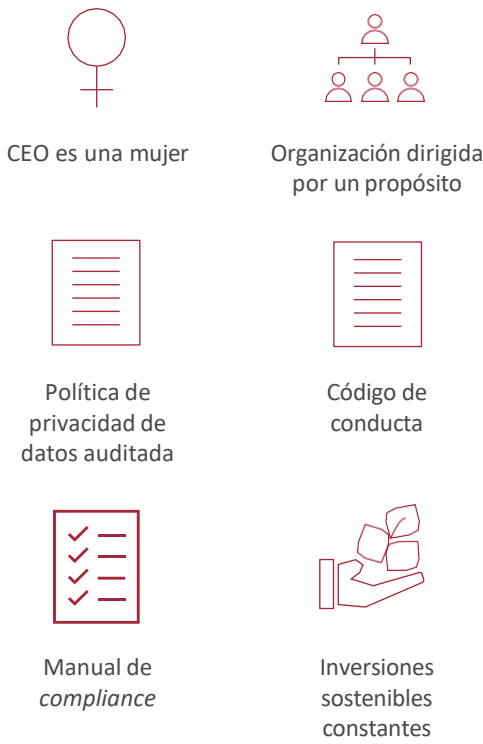 CEO es una mujer
Organización dirigida
por un propósito
Política de
privacidad de
datos auditada
Código de
conducta
Manual de
compliance
Inversiones
sostenibles
constantes